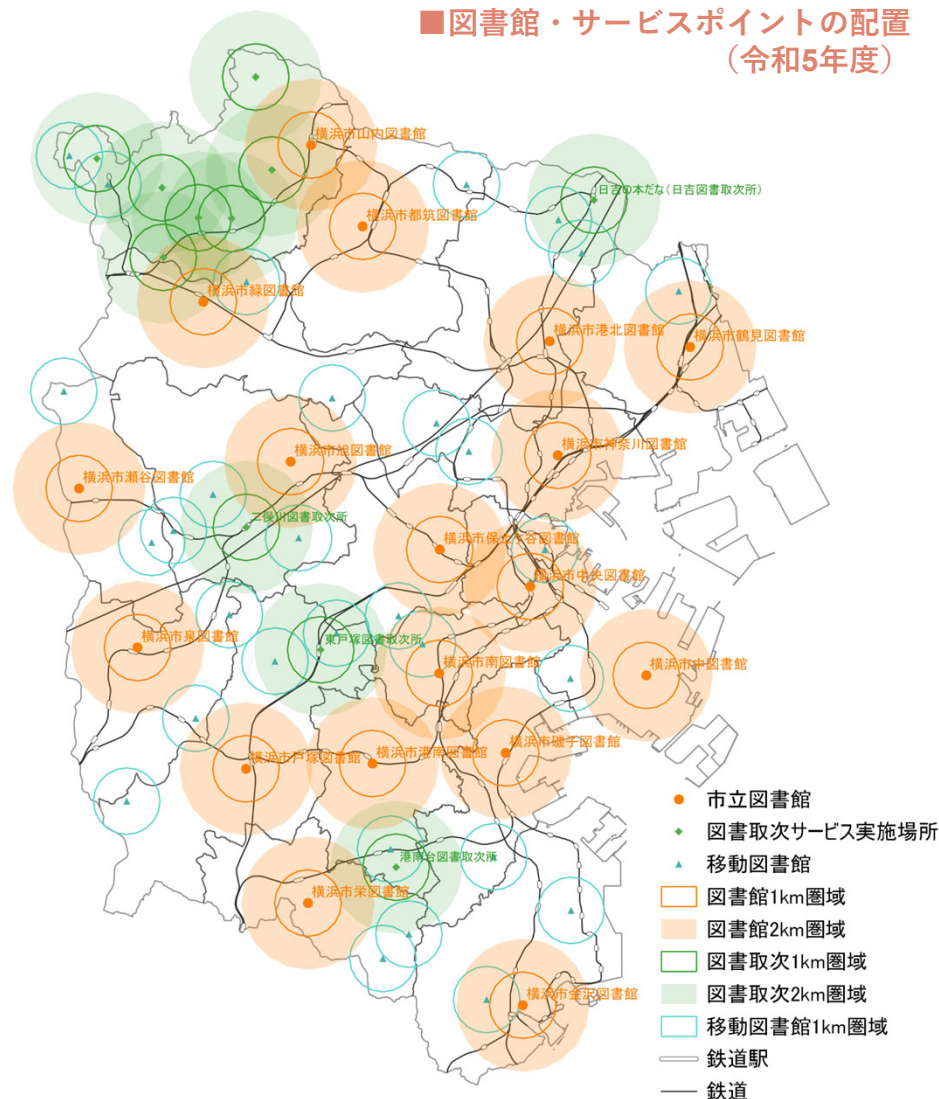 ■図書館・サービスポイントの配置
（令和5年度）
横浜市山内図書館
日吉の本だな（日吉図書取次所）
横浜市都筑図書館
横浜市緑図書館
横浜市港北図書館
横浜市鶴見図書館
横浜市神奈川図書館
横浜市旭図書館
横浜市瀬谷図書館
二俣川図書取次所
横浜市保土ケ谷図書館
横浜市中央図書館
横浜市泉図書館
東戸塚図書取次所
横浜市南図書館
横浜市中図書館
横浜市戸塚図書館
横浜市港南図書館
横浜市磯子図書館
港南台図書取次所
横浜市栄図書館
横浜市金沢図書館
市立図書館
図書取次サービス実施場所
移動図書館
図書館1km圏域
図書館2km圏域
図書取次1km圏域
図書取次2km圏域
移動図書館1km圏域
鉄道駅
鉄道